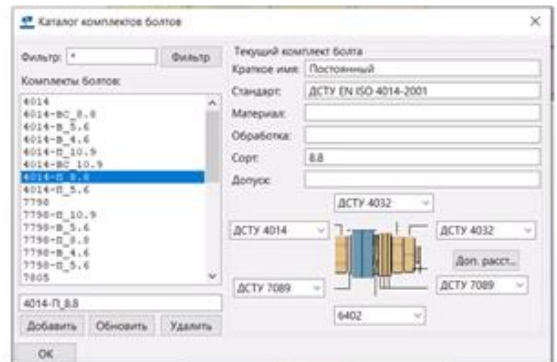 Каталог комплектов болтов
Фильтр: *
Фильтр
Комплекты болтов:
4014
4014-ВС_8.8
4014-В_5.6
4014-В_4.6
4014-П_10.9
4014-ВС_10.9
4014-П_8.8
4014-П_5.6
7798
7798-П_10.9
7798-В_5.6
7798-П_8.8
7798-В_4.6
7798-П_5.6
7805
4014-П_8.8
Добавить Обновить Удалить
ОК
Текущий комплект болта
Краткое имя: Постоянный
Стандарт: ДСТУ EN ISO 4014-2001
Материал:
Обработка:
Сорт: 8.8
Допуск:
ДСТУ 4032
ДСТУ 4014
ДСТУ 4032
Доп. расст...
ДСТУ 7089
ДСТУ 7089
6402